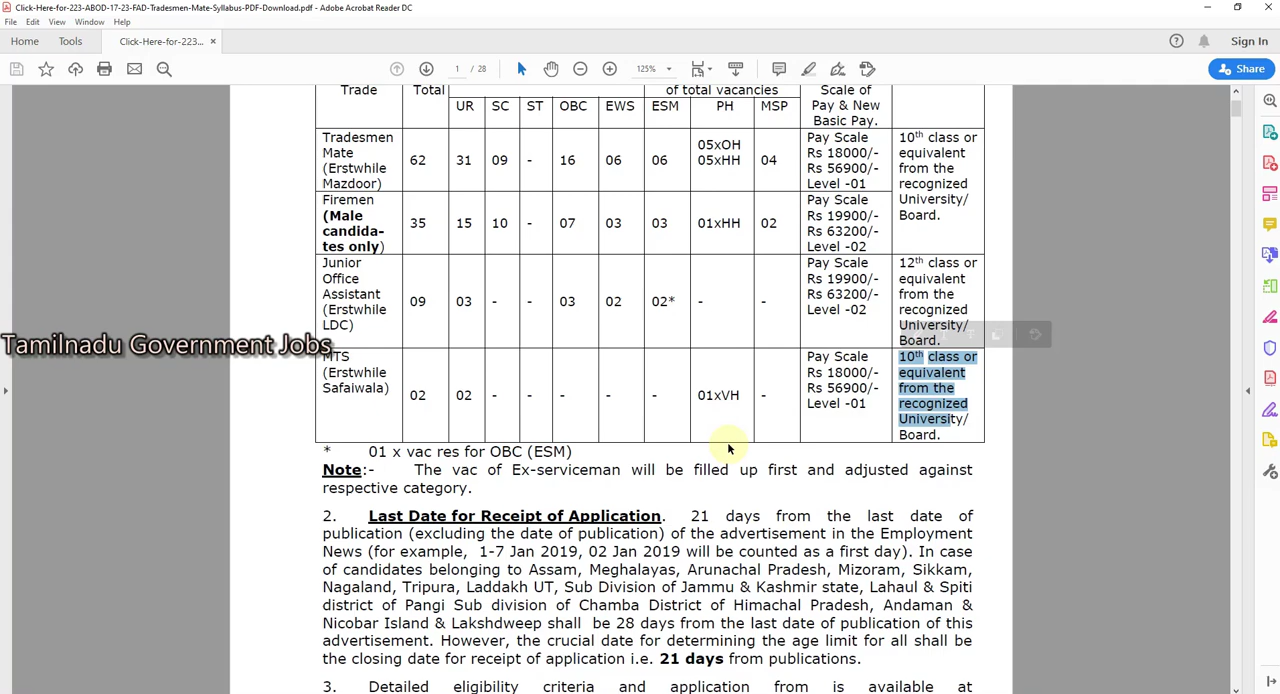 Click-Here-for-223-ABOD-17-23-FAD-Tradesmen-Mate-Syllabus-PDF-Download.pdf - Adobe Acrobat Reader DC
File Edit View Window Help
Home Tools Click-Here-for-223... × Sign In
1 / 28 125% Share
Trade Total of total vacancies Scale of Pay & New Basic Pay.
UR SC ST OBC EWS ESM PH MSP
Tradesmen Mate (Erstwhile Mazdoor) 62 31 09 - 16 06 06 05xOH 05xHH 04 Pay Scale Rs 18000/- Rs 56900/- Level -01 10th class or equivalent from the recognized University/ Board.
Firemen (Male candida-tes only) 35 15 10 - 07 03 03 01xHH 02 Pay Scale Rs 19900/- Rs 63200/- Level -02
Junior Office Assistant (Erstwhile LDC) 09 03 - - 03 02 02* - - Pay Scale Rs 19900/- Rs 63200/- Level -02 12th class or equivalent from the recognized University/ Board.
Tamilnadu Government Jobs
MTS (Erstwhile Safaiwala) 02 02 - - - - - 01xVH - Pay Scale Rs 18000/- Rs 56900/- Level -01 10th class or equivalent from the recognized University/ Board.
* 01 x vac res for OBC (ESM)
Note:- The vac of Ex-serviceman will be filled up first and adjusted against
respective category.
2. Last Date for Receipt of Application. 21 days from the last date of
publication (excluding the date of publication) of the advertisement in the Employment
News (for example, 1-7 Jan 2019, 02 Jan 2019 will be counted as a first day). In case
of candidates belonging to Assam, Meghalayas, Arunachal Pradesh, Mizoram, Sikkam,
Nagaland, Tripura, Laddakh UT, Sub Division of Jammu & Kashmir state, Lahaul & Spiti
district of Pangi Sub division of Chamba District of Himachal Pradesh, Andaman &
Nicobar Island & Lakshdweep shall be 28 days from the last date of publication of this
advertisement. However, the crucial date for determining the age limit for all shall be
the closing date for receipt of application i.e. 21 days from publications.
3. Detailed eligibility criteria and application from is available at